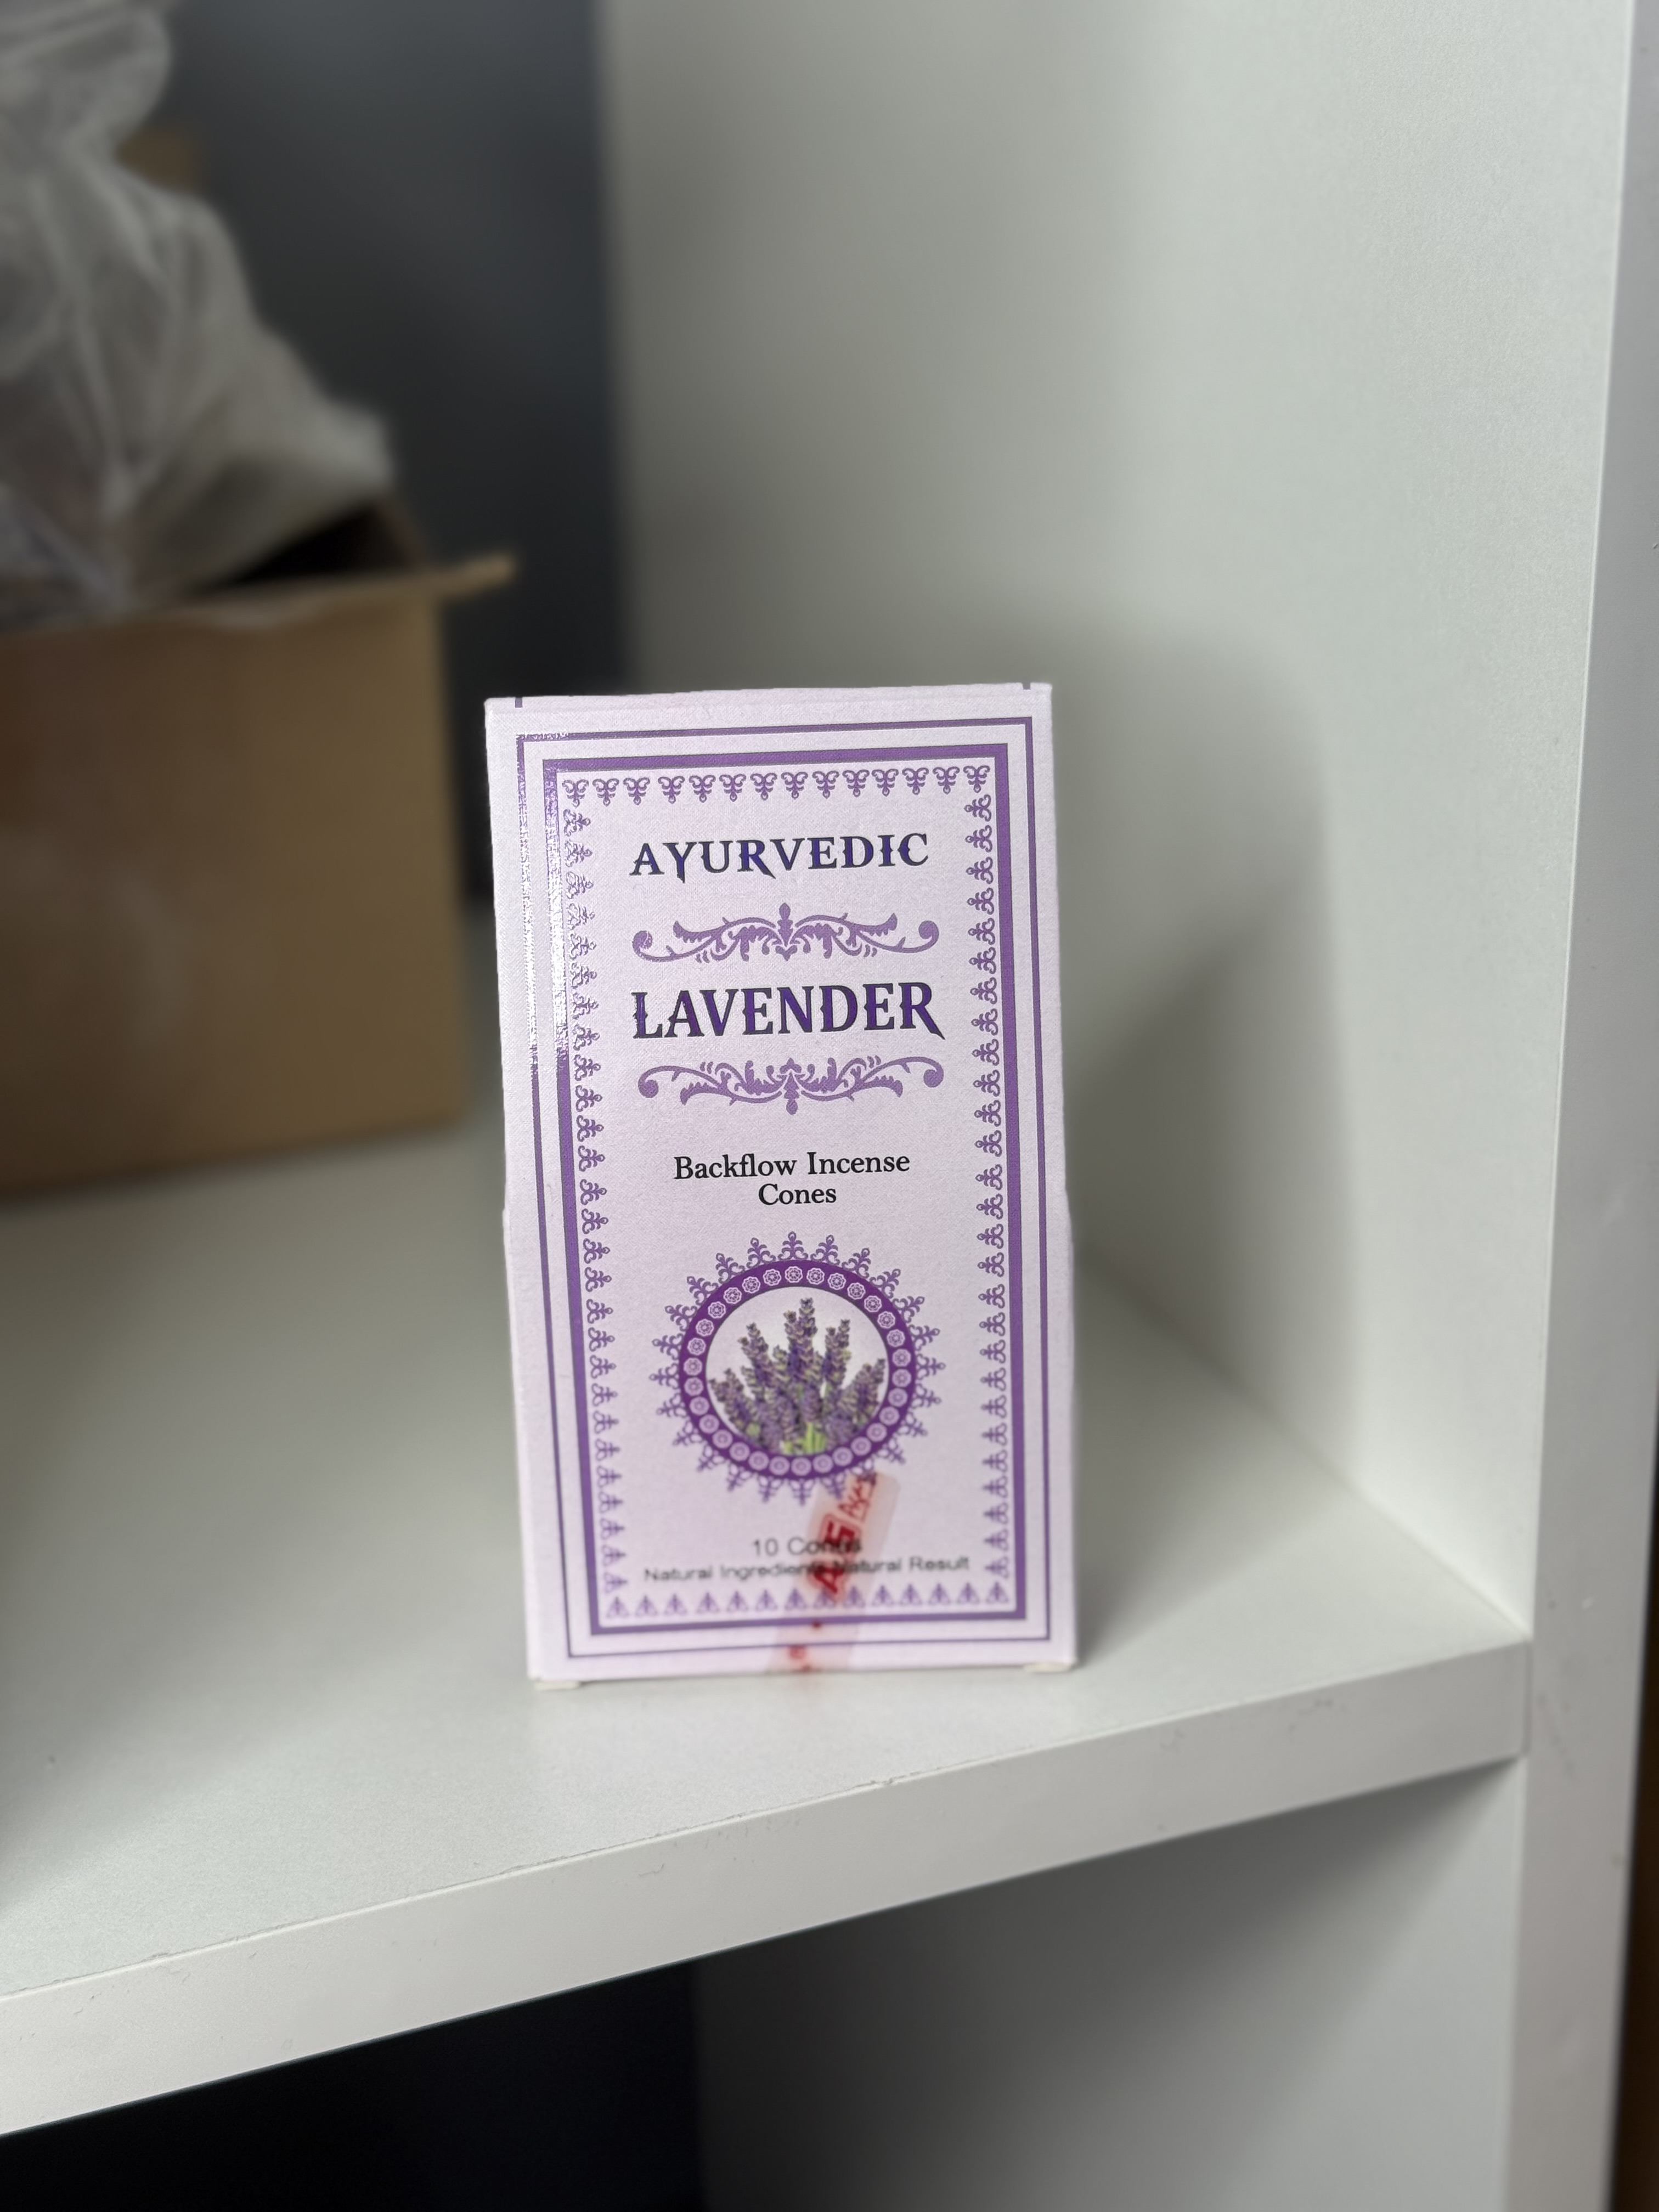 AYURVEDIC
LAVENDER
Backflow Incense
Cones
10 Cones
Natural Ingredients Natural Result